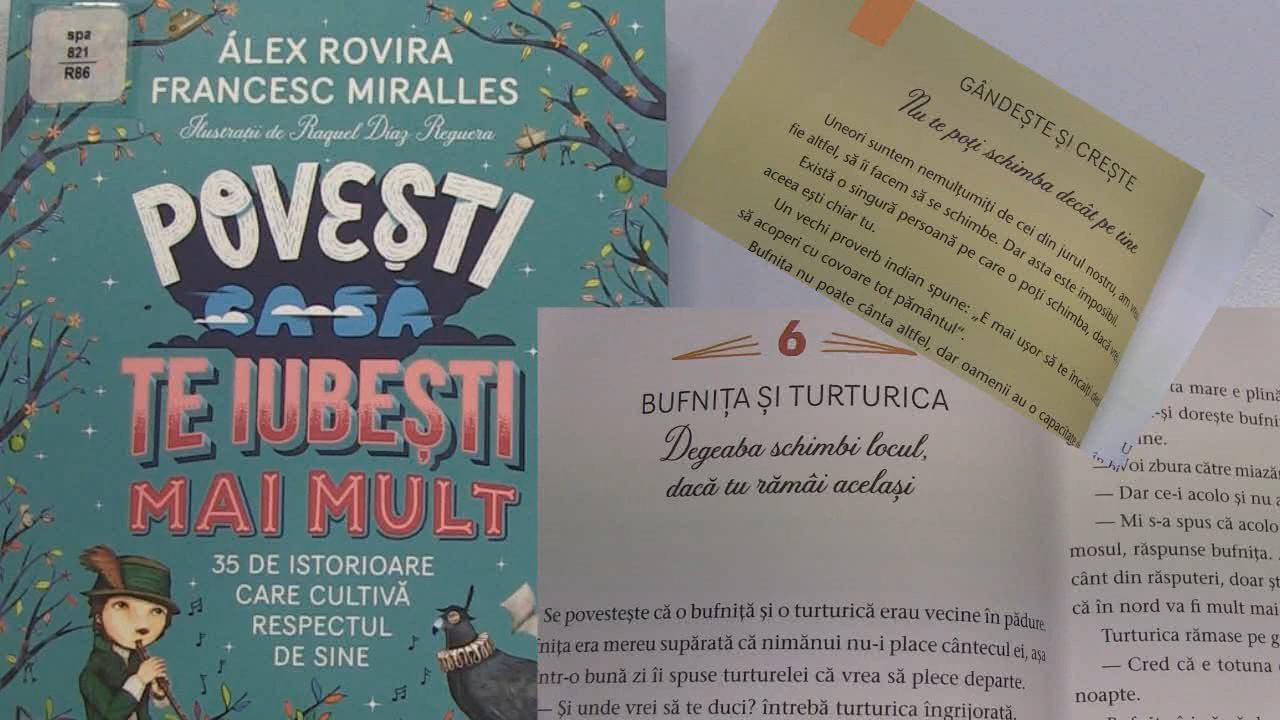 spa
821
R86
ÁLEX ROVIRA
FRANCESC MIRALLES
Ilustrații de Raquel Díaz Reguera
POVEȘTI
CA SĂ
TE IUBEȘTI
MAI MULT
35 DE ISTORIOARE
CARE CULTIVĂ
RESPECTUL
DE SINE
GÂNDEȘTE ȘI CREȘTE
Nu te poți schimba decât pe tine
Uneori suntem nemulțumiți de cei din jurul nostru, am
fie altfel, să îi facem să se schimbe. Dar asta este imposibil.
Există o singură persoană pe care o poți schimba, dacă vrei
aceea ești chiar tu.
Un vechi proverb indian spune: „E mai ușor să te încalți
să acoperi cu covoare tot pământul”.
Bufnița nu poate cânta altfel, dar oamenii au o capacitate
6
BUFNIȚA ȘI TURTURICA
Degeaba schimbi locul,
dacă tu rămâi același
Se povestește că o bufniță și o turturică erau vecine în pădure.
nița era mereu supărată că nimănui nu-i place cântecul ei, așa
ntr-o bună zi îi spuse turturelei că vrea să plece departe.
— Și unde vrei să te duci? întrebă turturica îngrijorată.
ta mare e plină
-și dorește bufni
ine.
U
Voi zbura către miază
— Dar ce-i acolo și nu a
— Mi s-a spus că acolo
mosul, răspunse bufnița.
cânt din răsputeri, doar șt
că în nord va fi mult mai
Turturica rămase pe g
— Cred că e totuna
noapte.